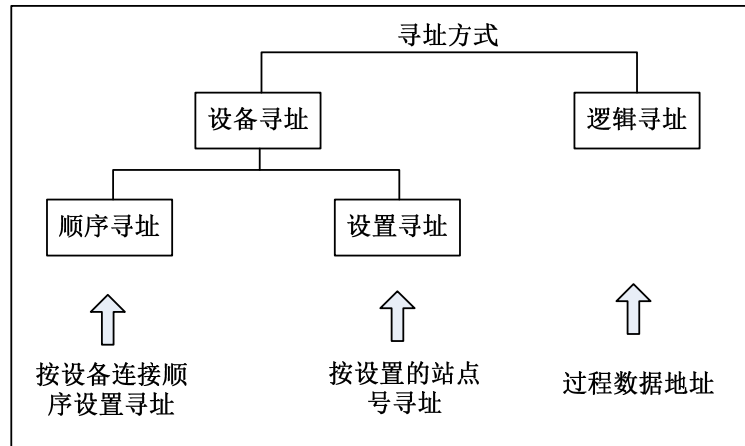 寻址方式
设备寻址
逻辑寻址
顺序寻址
设置寻址
按设备连接顺
序设置寻址
按设置的站点
号寻址
过程数据地址